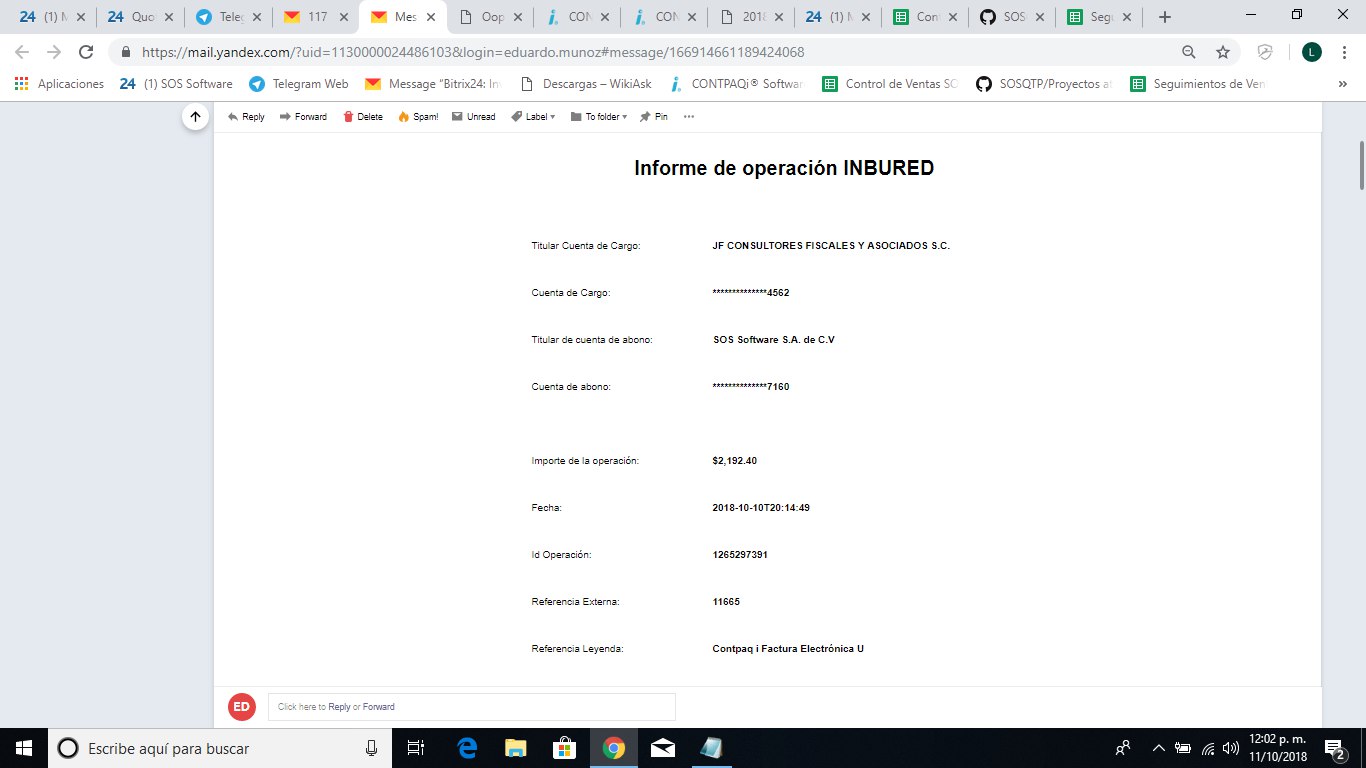 24 (1) M
24 Quo
Teleg
117
Mes
Oop
CON
CON
2018
24 (1) M
Cont
SOS
Segu
https://mail.yandex.com/?uid=1130000024486103&login=eduardo.munoz#message/166914661189424068
L
Aplicaciones
24 (1) SOS Software
Telegram Web
Message "Bitrix24: In
Descargas – WikiAsk
CONTPAQi® Softwar
Control de Ventas SO
SOSQTP/Proyectos a
Seguimientos de Ven
»
Reply
Forward
Delete
Spam!
Unread
Label
To folder
Pin
Informe de operación INBURED
Titular Cuenta de Cargo: JF CONSULTORES FISCALES Y ASOCIADOS S.C.
Cuenta de Cargo: **************4562
Titular de cuenta de abono: SOS Software S.A. de C.V
Cuenta de abono: **************7160
Importe de la operación: $2,192.40
Fecha: 2018-10-10T20:14:49
Id Operación: 1265297391
Referencia Externa: 11665
Referencia Leyenda: Contpaq i Factura Electrónica U
ED
Click here to Reply or Forward
Escribe aquí para buscar
12:02 p. m.
11/10/2018
2